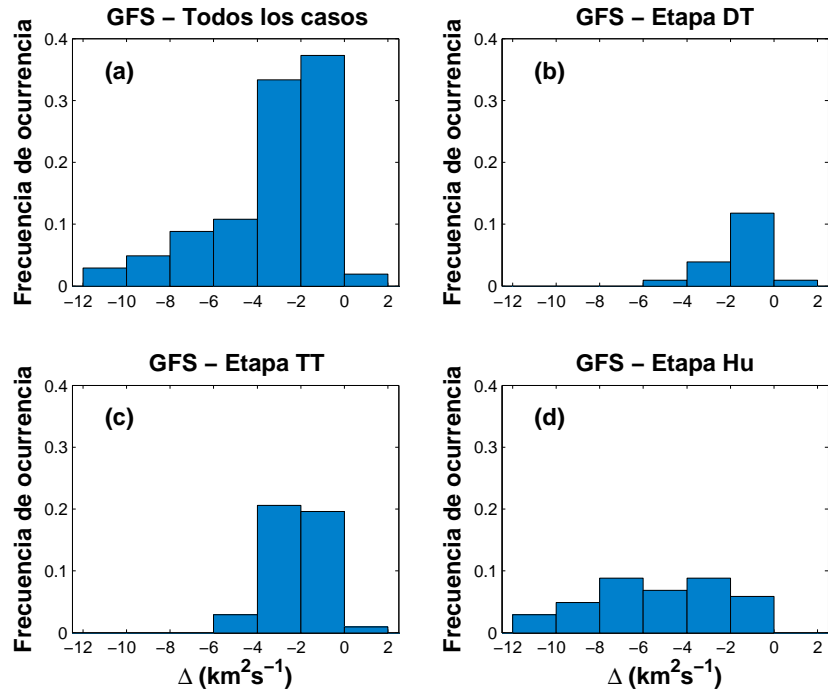 GFS − Todos los casos
(a)
Frecuencia de ocurrencia
0.4
0.3
0.2
0.1
0
−12 −10 −8 −6 −4 −2 0 2
GFS − Etapa DT
(b)
Frecuencia de ocurrencia
0.4
0.3
0.2
0.1
0
−12 −10 −8 −6 −4 −2 0 2
GFS − Etapa TT
(c)
Frecuencia de ocurrencia
0.4
0.3
0.2
0.1
0
−12 −10 −8 −6 −4 −2 0 2
Δ (km²s⁻¹)
GFS − Etapa Hu
(d)
Frecuencia de ocurrencia
0.4
0.3
0.2
0.1
0
−12 −10 −8 −6 −4 −2 0 2
Δ (km²s⁻¹)